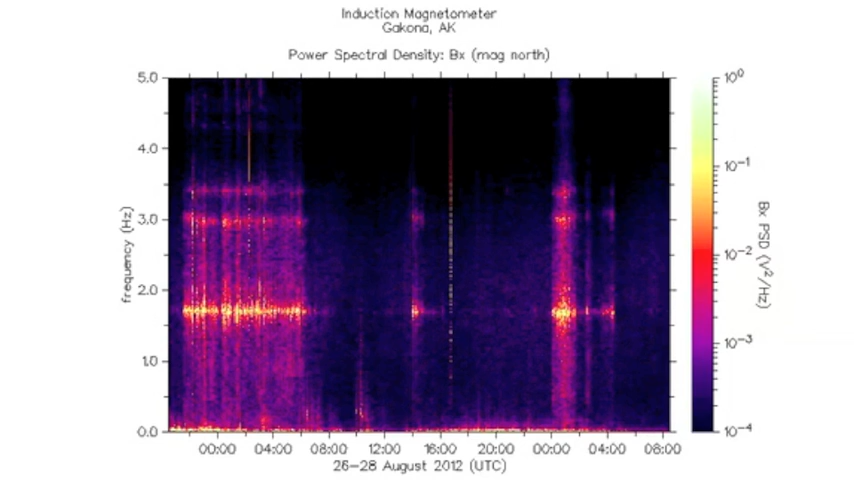 Induction Magnetometer
Gakona, AK
Power Spectral Density: Bx (mag north)
5.0
4.0
3.0
2.0
1.0
0.0
frequency (Hz)
00:00 04:00 08:00 12:00 16:00 20:00 00:00 04:00 08:00
26-28 August 2012 (UTC)
10⁰
10⁻¹
10⁻²
10⁻³
10⁻⁴
Bx PSD (V²/Hz)